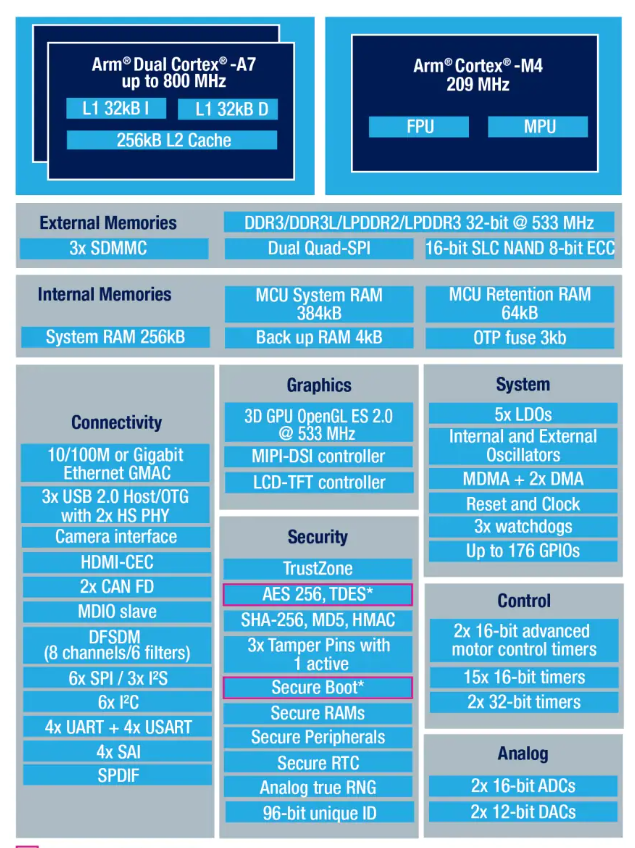 Arm® Dual Cortex® -A7
up to 800 MHz
L1 32kB I
L1 32kB D
256kB L2 Cache
Arm® Cortex® -M4
209 MHz
FPU
MPU
External Memories
DDR3/DDR3L/LPDDR2/LPDDR3 32-bit @ 533 MHz
3x SDMMC
Dual Quad-SPI
16-bit SLC NAND 8-bit ECC
Internal Memories
MCU System RAM
384kB
MCU Retention RAM
64kB
System RAM 256kB
Back up RAM 4kB
OTP fuse 3kb
Connectivity
10/100M or Gigabit
Ethernet GMAC
3x USB 2.0 Host/OTG
with 2x HS PHY
Camera interface
HDMI-CEC
2x CAN FD
MDIO slave
DFSDM
(8 channels/6 filters)
6x SPI / 3x I²S
6x I²C
4x UART + 4x USART
4x SAI
SPDIF
Graphics
3D GPU OpenGL ES 2.0
@ 533 MHz
MIPI-DSI controller
LCD-TFT controller
Security
TrustZone
AES 256, TDES*
SHA-256, MD5, HMAC
3x Tamper Pins with
1 active
Secure Boot*
Secure RAMs
Secure Peripherals
Secure RTC
Analog true RNG
96-bit unique ID
System
5x LDOs
Internal and External
Oscillators
MDMA + 2x DMA
Reset and Clock
3x watchdogs
Up to 176 GPIOs
Control
2x 16-bit advanced
motor control timers
15x 16-bit timers
2x 32-bit timers
Analog
2x 16-bit ADCs
2x 12-bit DACs